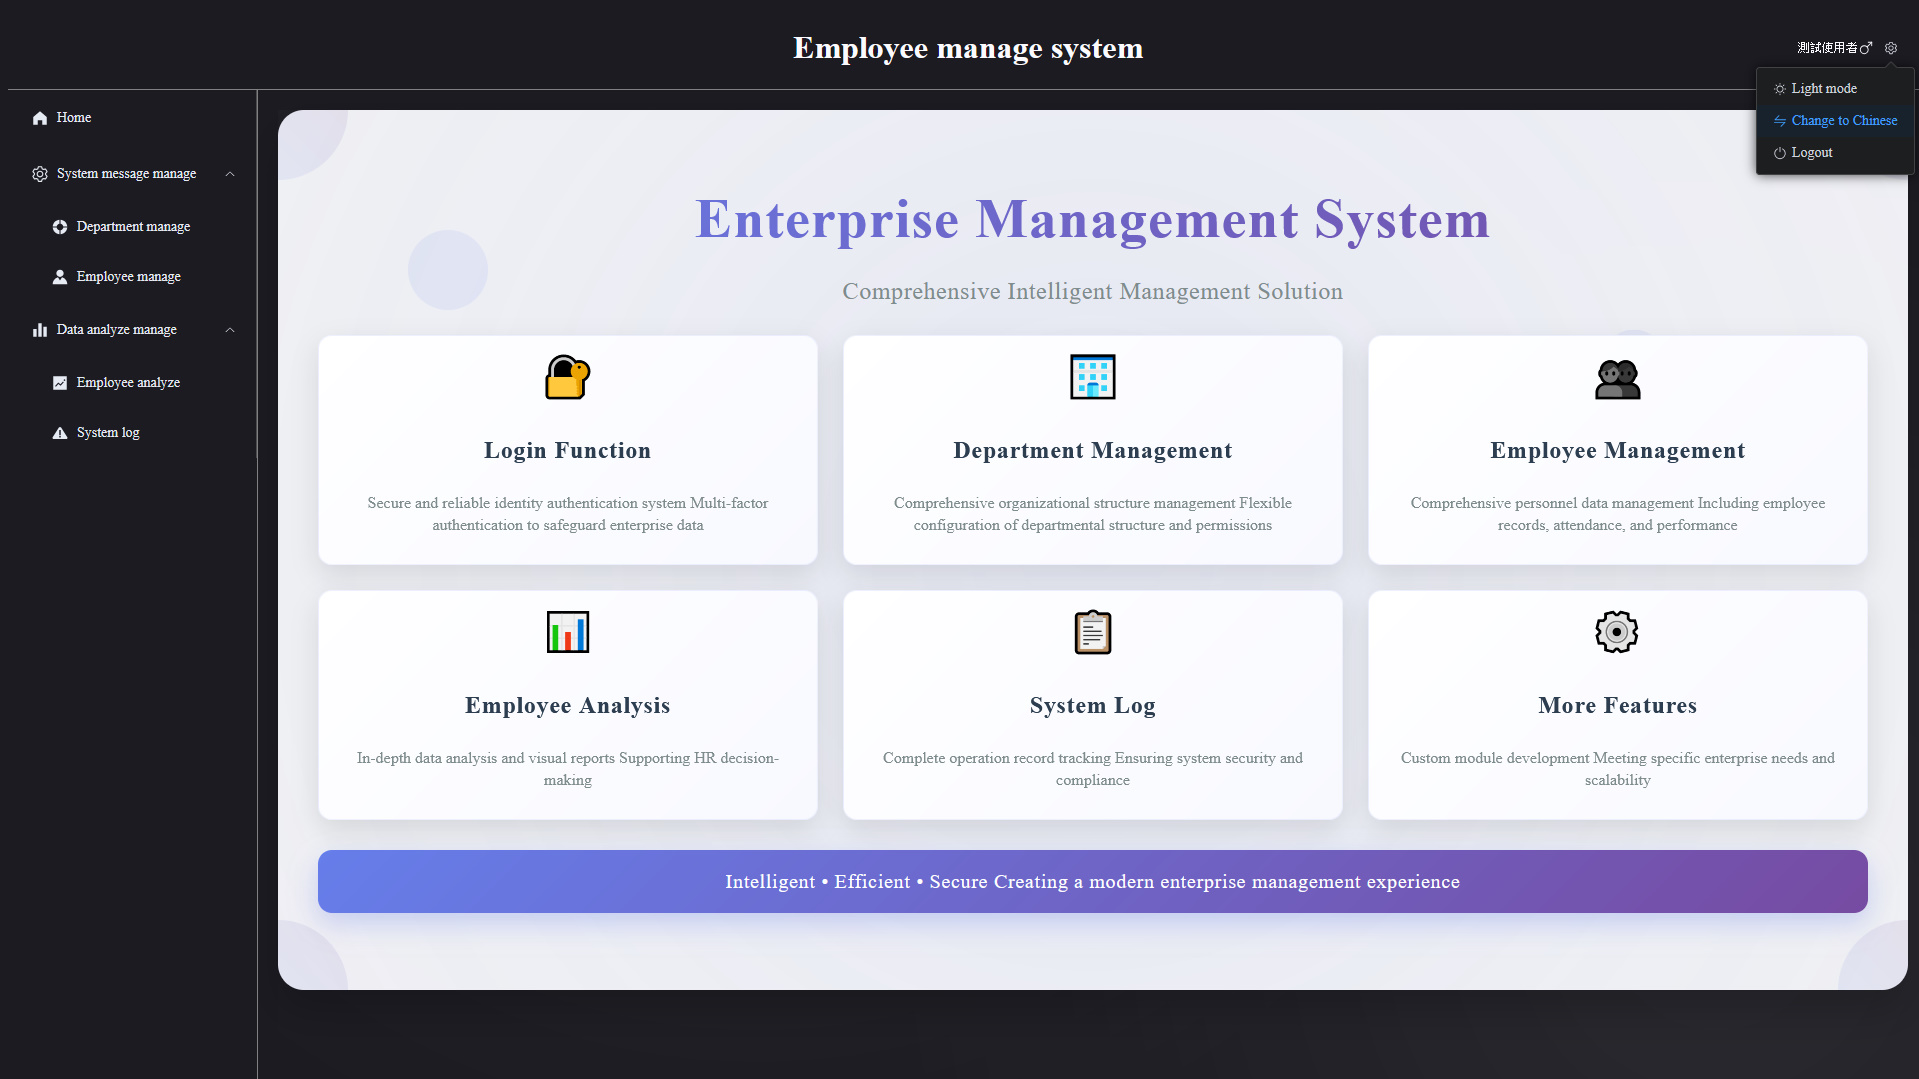 Employee manage system
測試使用者
Light mode
Change to Chinese
Logout
Home
System message manage
Department manage
Employee manage
Data analyze manage
Employee analyze
System log
Enterprise Management System
Comprehensive Intelligent Management Solution
Login Function
Secure and reliable identity authentication system Multi-factor
authentication to safeguard enterprise data
Department Management
Comprehensive organizational structure management Flexible
configuration of departmental structure and permissions
Employee Management
Comprehensive personnel data management Including employee
records, attendance, and performance
Employee Analysis
In-depth data analysis and visual reports Supporting HR decision-
making
System Log
Complete operation record tracking Ensuring system security and
compliance
More Features
Custom module development Meeting specific enterprise needs and
scalability
Intelligent • Efficient • Secure Creating a modern enterprise management experience